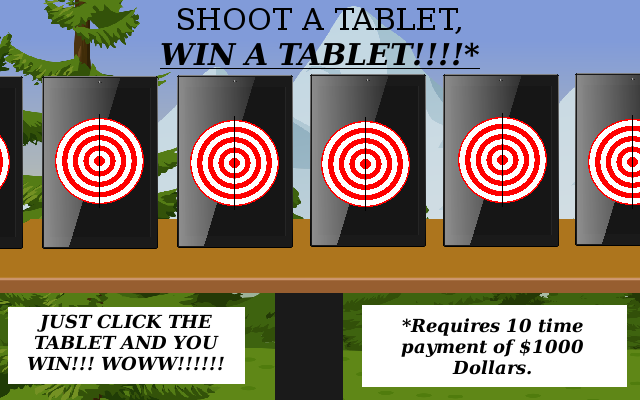 SHOOT A TABLET,
WIN A TABLET!!!!*
JUST CLICK THE
TABLET AND YOU
WIN!!! WOWW!!!!!!
*Requires 10 time
payment of $1000
Dollars.